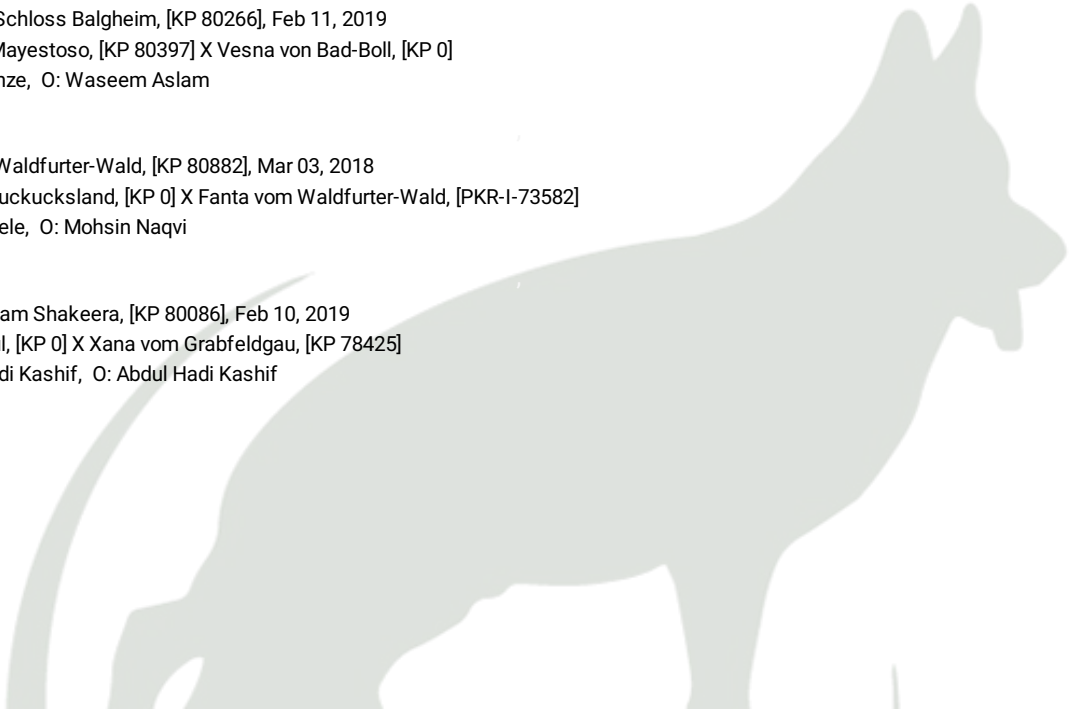 Schloss Balgheim, [KP 80266], Feb 11, 2019
Mayestoso, [KP 80397] X Vesna von Bad-Boll, [KP 0]
nze, O: Waseem Aslam
Waldfurter-Wald, [KP 80882], Mar 03, 2018
uckucksland, [KP 0] X Fanta vom Waldfurter-Wald, [PKR-I-73582]
ele, O: Mohsin Naqvi
am Shakeera, [KP 80086], Feb 10, 2019
l, [KP 0] X Xana vom Grabfeldgau, [KP 78425]
di Kashif, O: Abdul Hadi Kashif